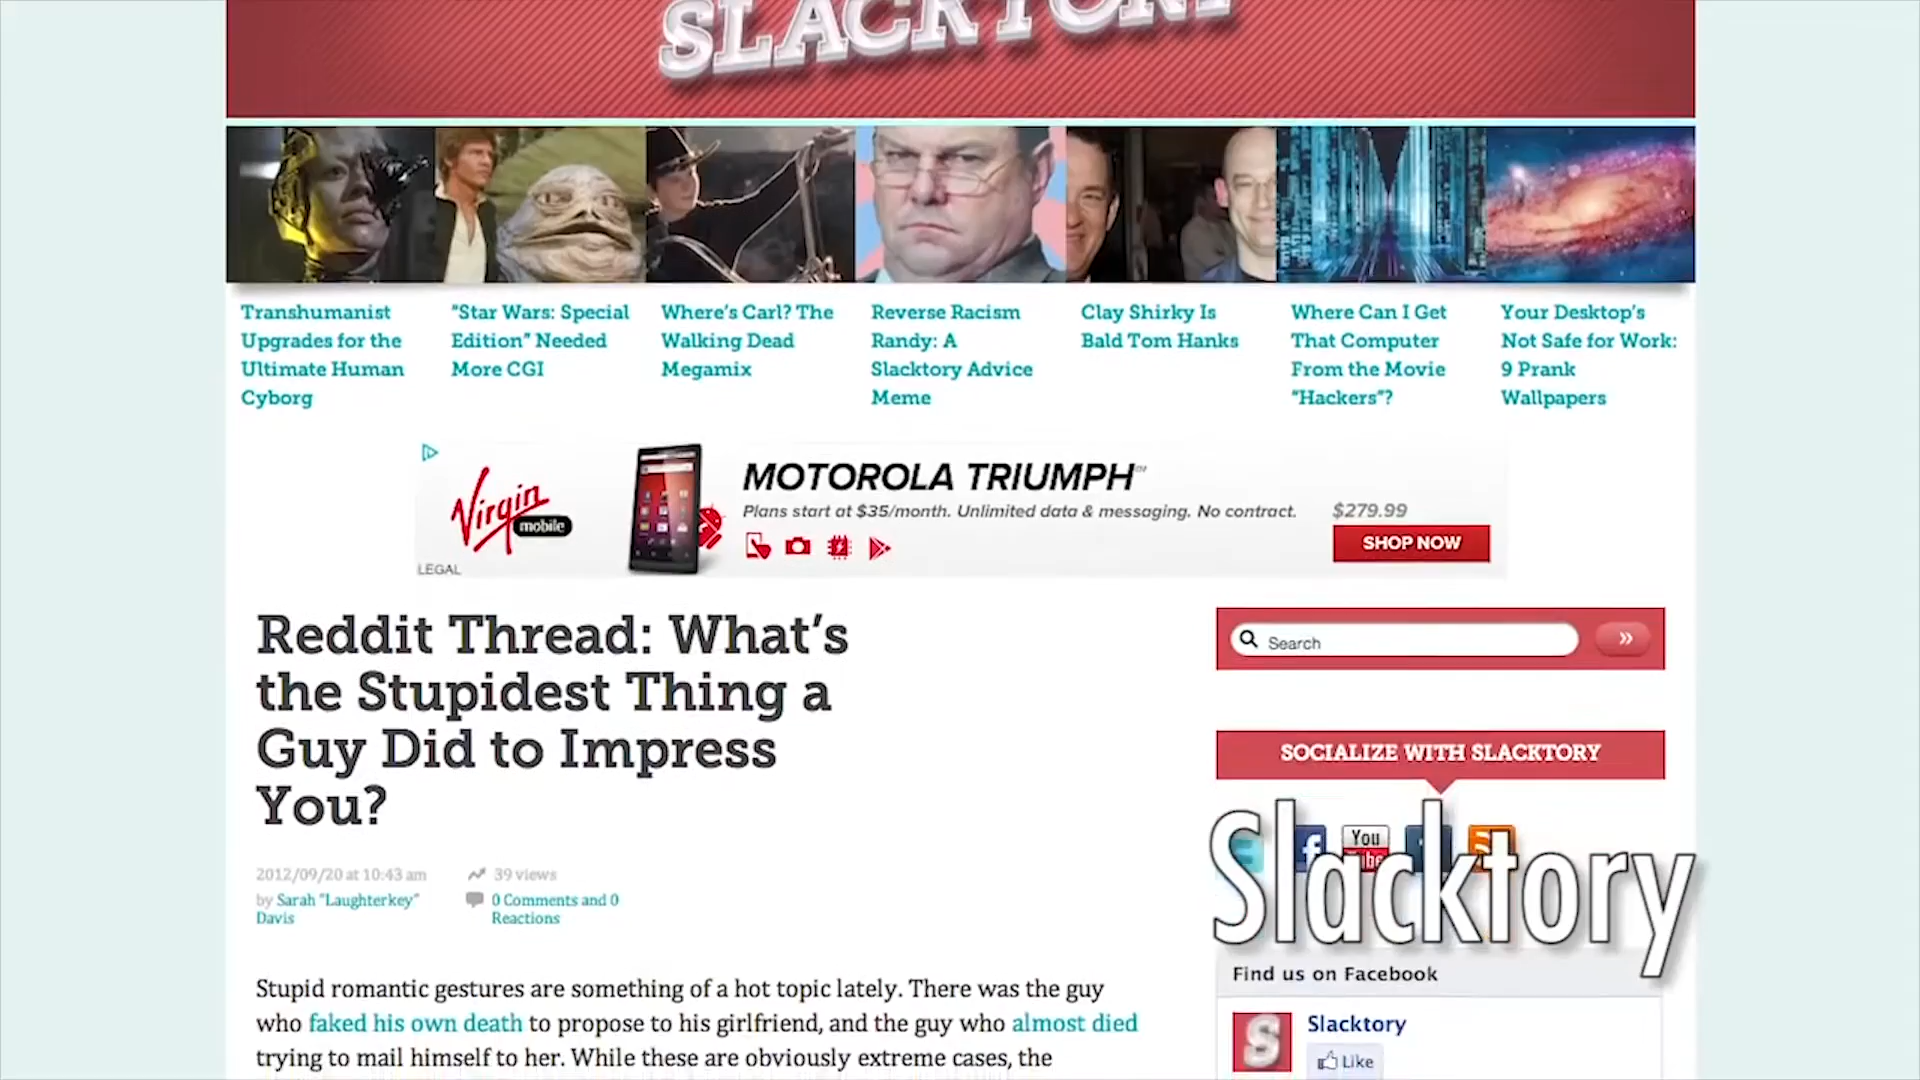 SLACKTORY
Transhumanist
Upgrades for the
Ultimate Human
Cyborg
"Star Wars: Special
Edition" Needed
More CGI
Where's Carl? The
Walking Dead
Megamix
Reverse Racism
Randy: A
Slacktory Advice
Meme
Clay Shirky Is
Bald Tom Hanks
Where Can I Get
That Computer
From the Movie
"Hackers"?
Your Desktop's
Not Safe for Work:
9 Prank
Wallpapers
Virgin
mobile
LEGAL
MOTOROLA TRIUMPH™
Plans start at $35/month. Unlimited data & messaging. No contract.
$279.99
SHOP NOW
Reddit Thread: What's
the Stupidest Thing a
Guy Did to Impress
You?
2012/09/20 at 10:43 am
39 views
by Sarah "Laughterkey"
Davis
0 Comments and 0
Reactions
Stupid romantic gestures are something of a hot topic lately. There was the guy
who faked his own death to propose to his girlfriend, and the guy who almost died
trying to mail himself to her. While these are obviously extreme cases, the
Search
»
SOCIALIZE WITH SLACKTORY
f
You
Tube
Slacktory
Find us on Facebook
S
Slacktory
Like